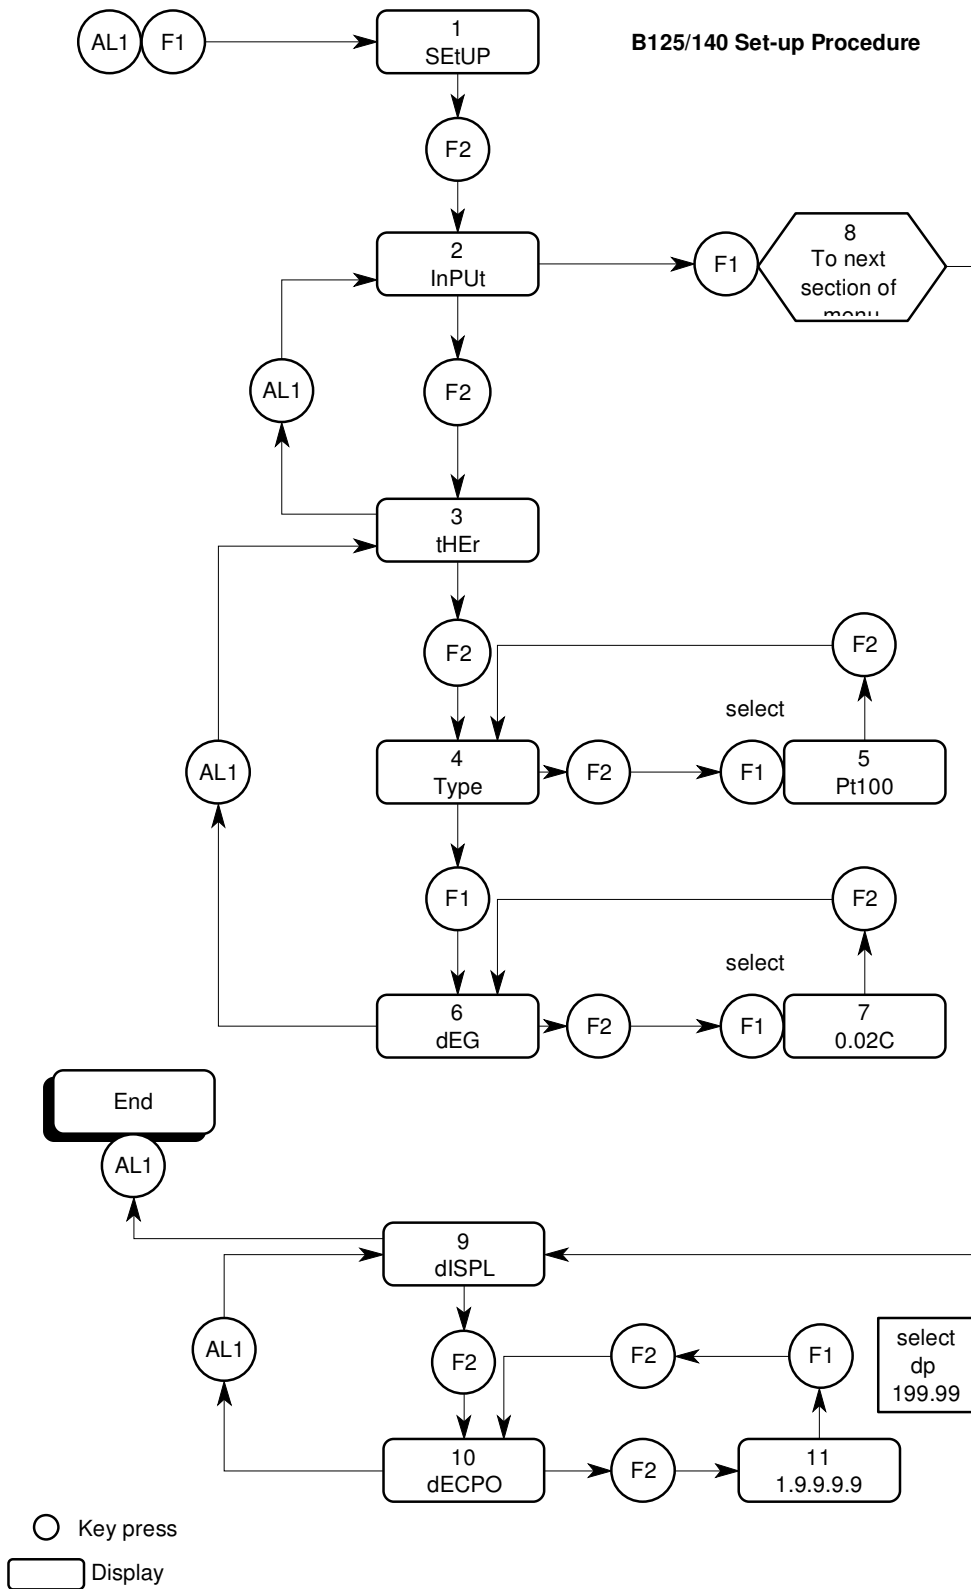 AL1
F1
1
SEtUP
B125/140 Set-up Procedure
F2
2
InPUt
F1
8
To next
section of
menu
AL1
F2
3
tHEr
F2
F2
select
AL1
4
Type
F2
F1
5
Pt100
F1
F2
select
6
dEG
F2
F1
7
0.02C
End
AL1
9
dISPL
AL1
F2
F2
F1
select
dp
199.99
10
dECPO
F2
11
1.9.9.9.9
Key press
Display